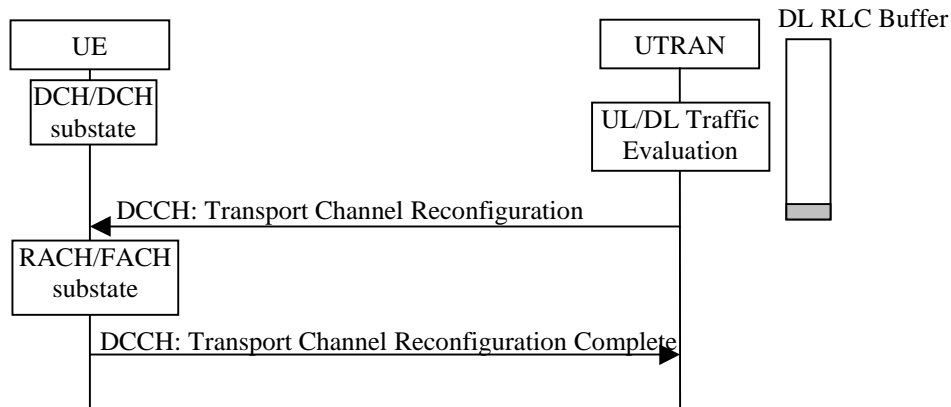 DL RLC Buffer
UE
UTRAN
DCH/DCH
substate
UL/DL Traffic
Evaluation
DCCH: Transport Channel Reconfiguration
RACH/FACH
substate
DCCH: Transport Channel Reconfiguration Complete